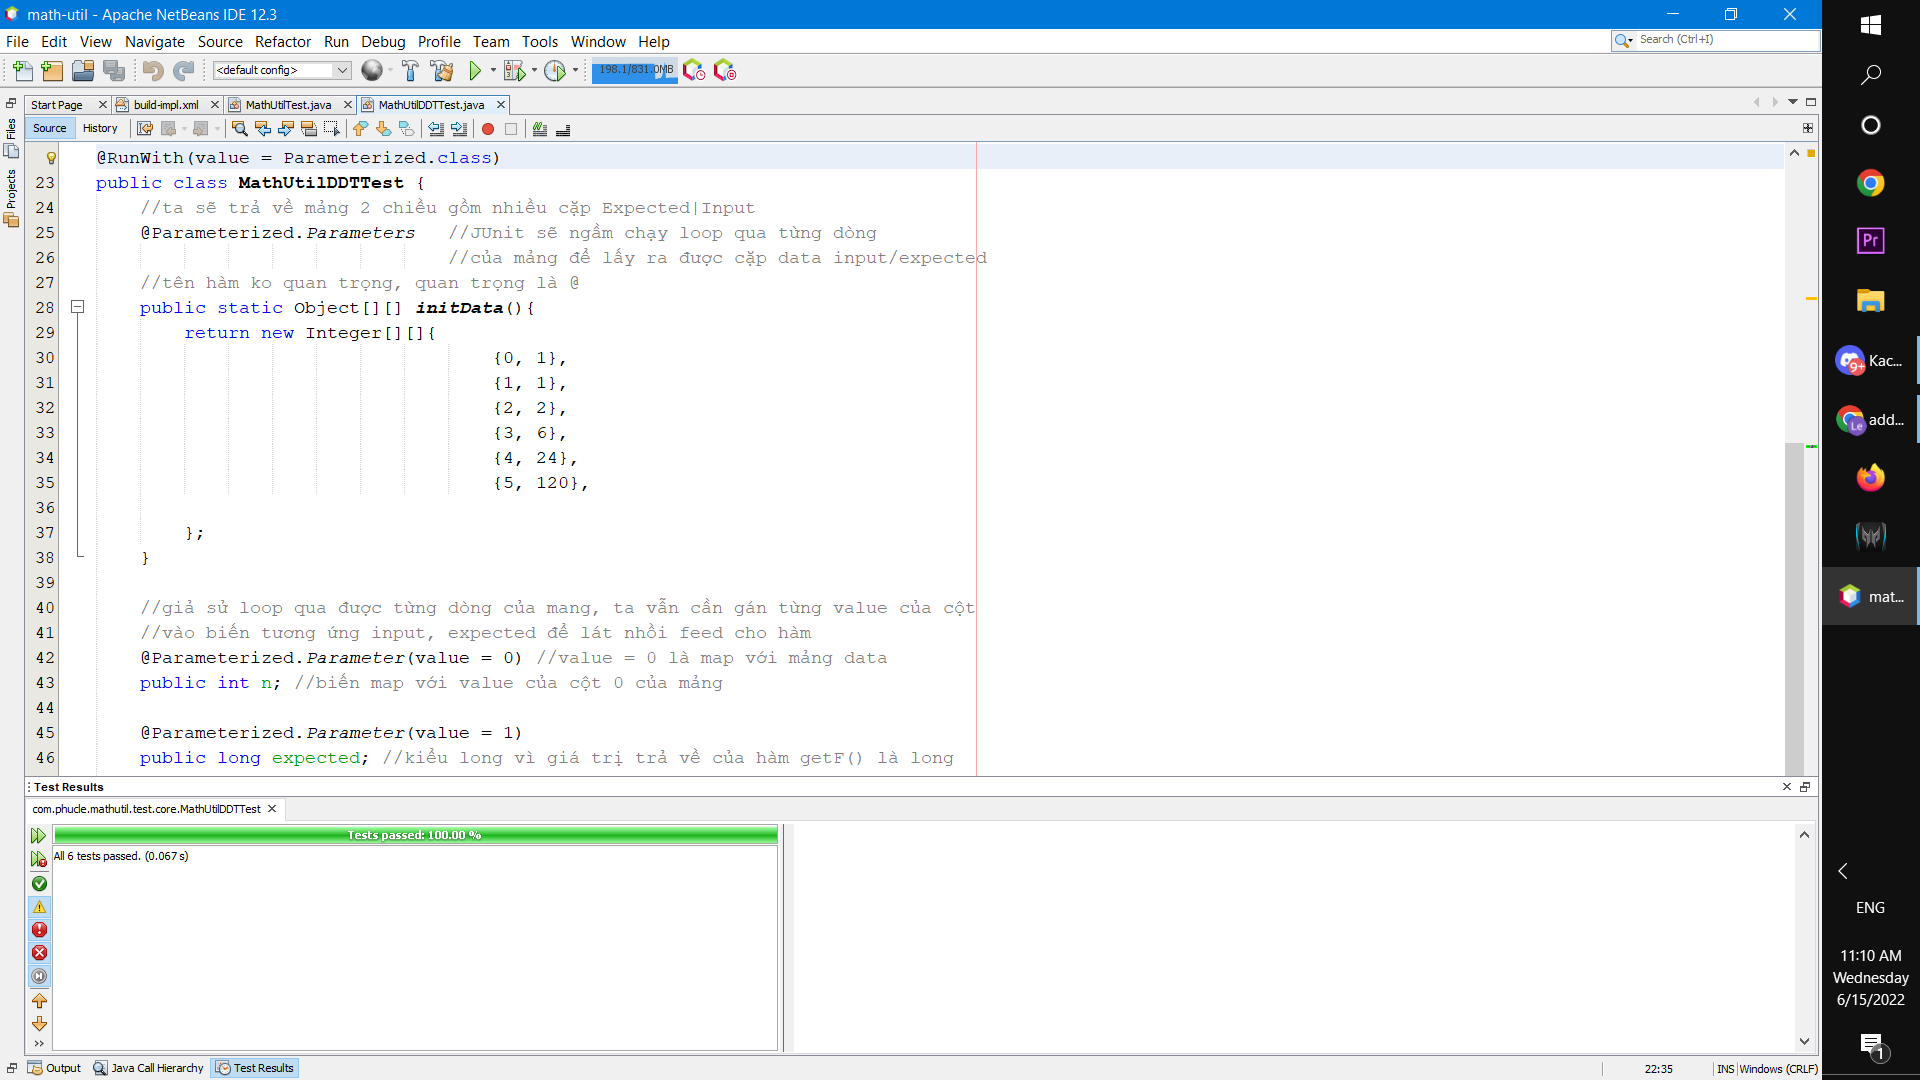 math-util - Apache NetBeans IDE 12.3
File Edit View Navigate Source Refactor Run Debug Profile Team Tools Window Help
Search (Ctrl+I)
<default config>
198.1/831.0MB
Start Page
build-impl.xml
MathUtilTest.java
MathUtilDDTTest.java
Source History
Files
Projects
@RunWith(value = Parameterized.class)
23 public class MathUtilDDTTest {
24 //ta sẽ trả về mảng 2 chiều gồm nhiều cặp Expected|Input
25 @Parameterized.Parameters //JUnit sẽ ngầm chạy loop qua từng dòng
26 //của mảng để lấy ra được cặp data input/expected
27 //tên hàm ko quan trọng, quan trọng là @
28 public static Object[][] initData(){
29 return new Integer[][]{
30 {0, 1},
31 {1, 1},
32 {2, 2},
33 {3, 6},
34 {4, 24},
35 {5, 120},
36
37 };
38 }
39
40 //giả sử loop qua được từng dòng của mang, ta vẫn cần gán từng value của cột
41 //vào biến tương ứng input, expected để lát nhồi feed cho hàm
42 @Parameterized.Parameter(value = 0) //value = 0 là map với mảng data
43 public int n; //biến map với value của cột 0 của mảng
44
45 @Parameterized.Parameter(value = 1)
46 public long expected; //kiểu long vì giá trị trả về của hàm getF() là long
Test Results
com.phucle.mathutil.test.core.MathUtilDDTTest
Tests passed: 100.00 %
All 6 tests passed. (0.067 s)
Output
Java Call Hierarchy
Test Results
22:35
INS
Windows (CRLF)
Pr
9+
Kac...
Le
add...
mat...
ENG
11:10 AM
Wednesday
6/15/2022
1